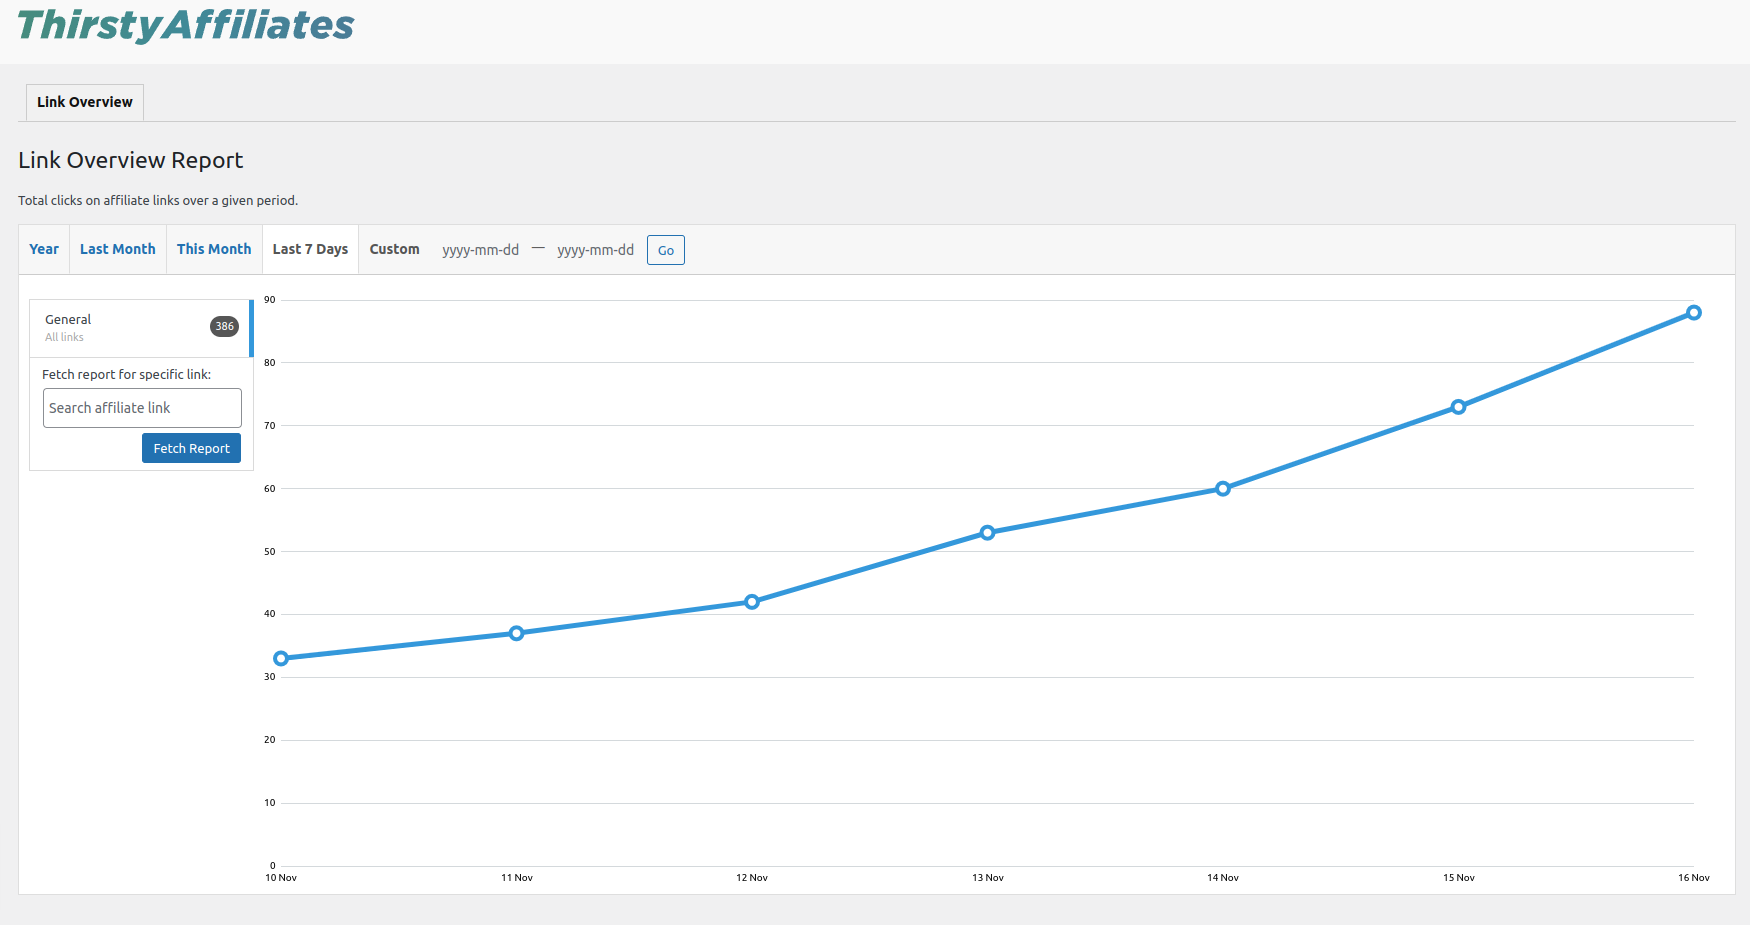 ThirstyAffiliates
Link Overview
Link Overview Report
Total clicks on affiliate links over a given period.
Year Last Month This Month Last 7 Days Custom yyyy-mm-dd — yyyy-mm-dd Go
General
All links
386
Fetch report for specific link:
Search affiliate link
Fetch Report
90
80
70
60
50
40
30
20
10
0
10 Nov 11 Nov 12 Nov 13 Nov 14 Nov 15 Nov 16 Nov